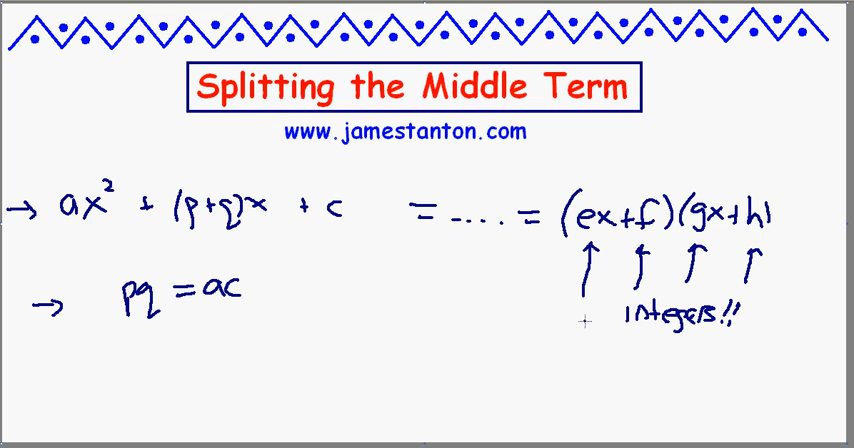 Splitting the Middle Term
www.jamestanton.com
→ ax² + (p+q)x + c = ---... = (ex+f)(gx+h)
→ pq = ac
integers!!